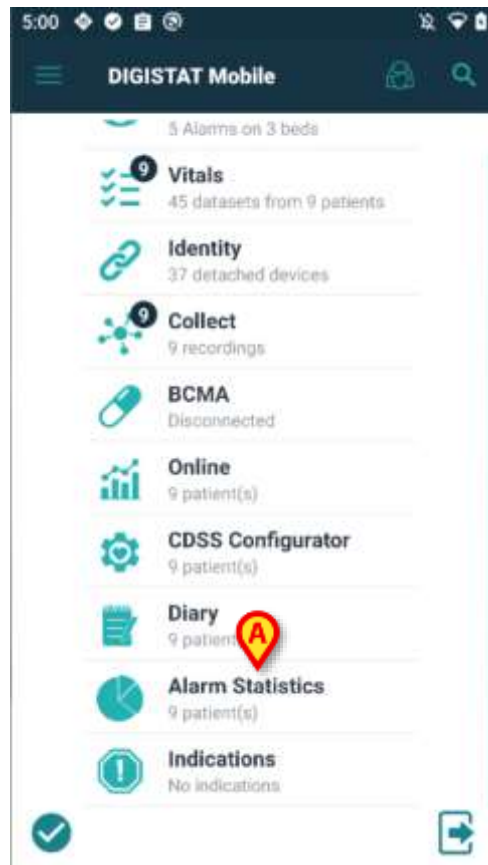 5:00
DIGISTAT Mobile
5 Alarms on 3 beds
9
Vitals
45 datasets from 9 patients
Identity
37 detached devices
9
Collect
9 recordings
BCMA
Disconnected
Online
9 patient(s)
CDSS Configurator
9 patient(s)
Diary
9 patient
A
Alarm Statistics
9 patient(s)
Indications
No indications